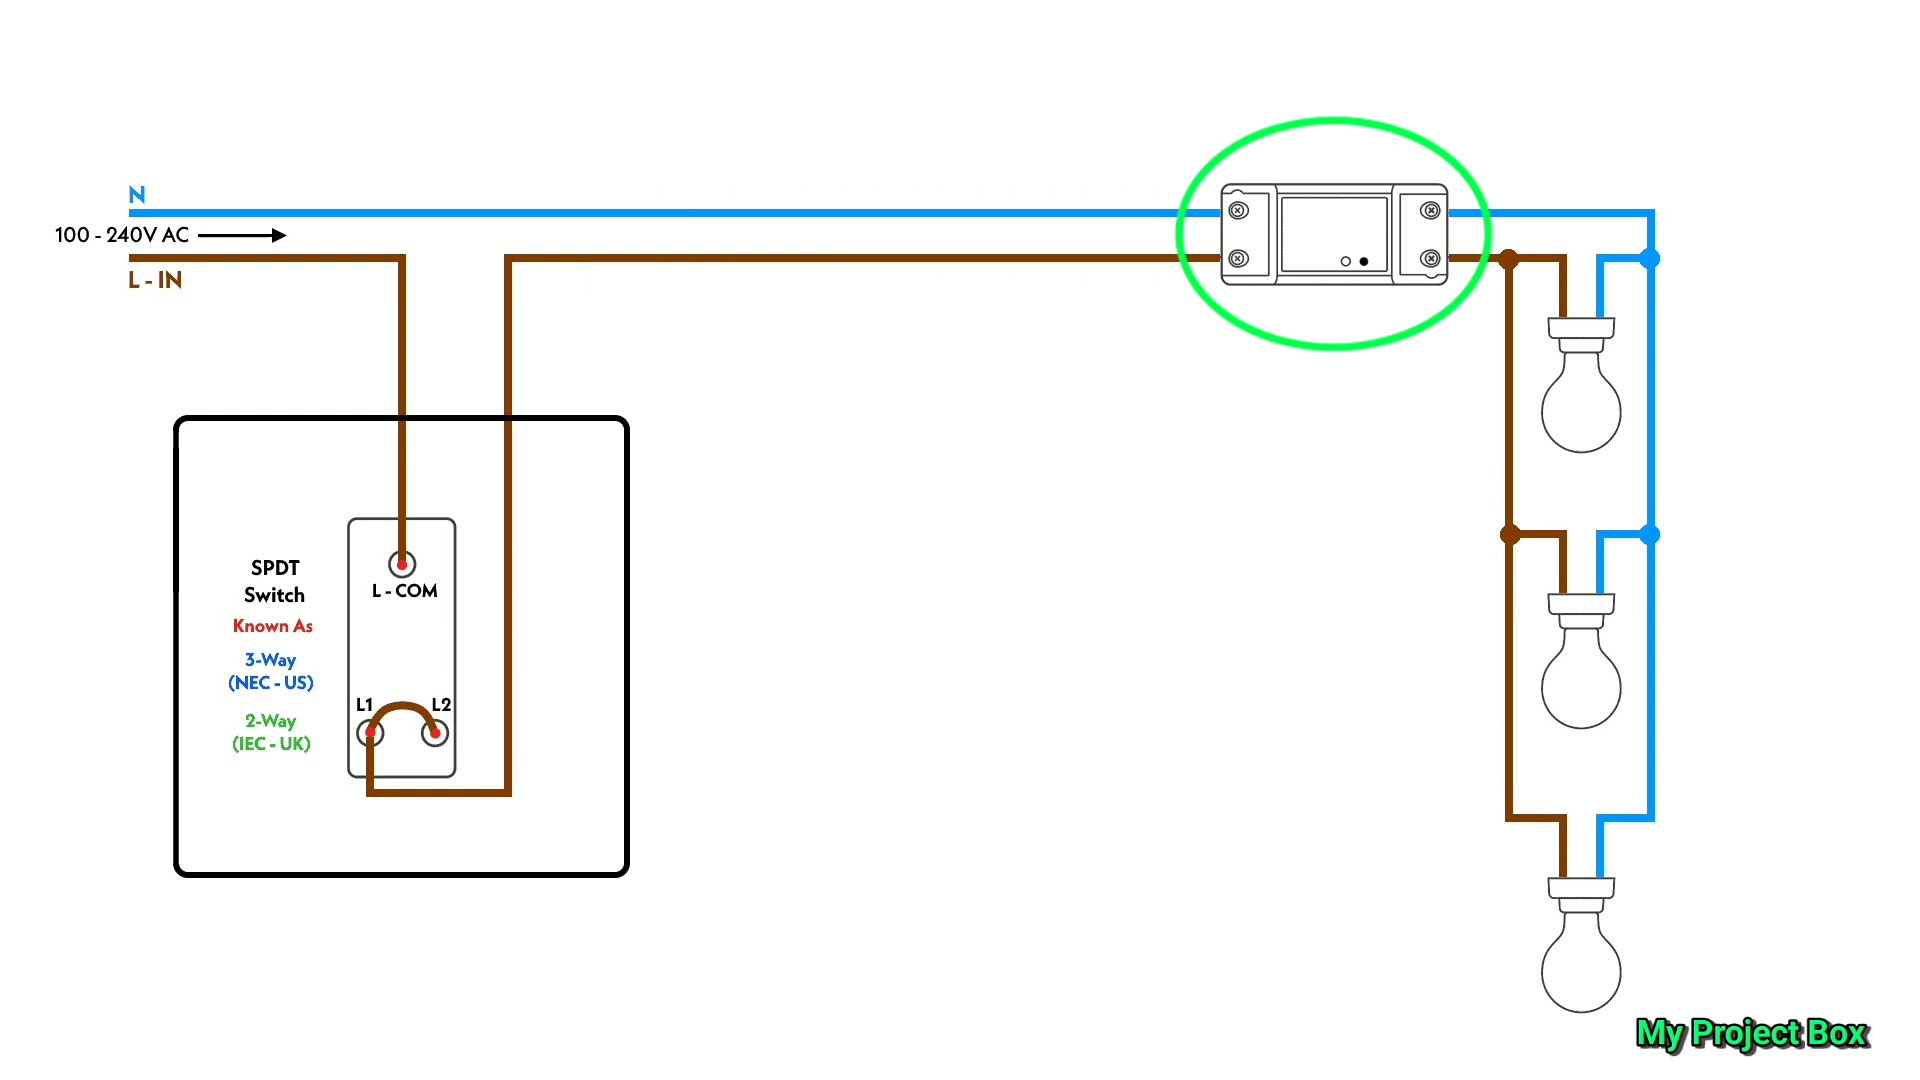 N
100 - 240V AC
L - IN
SPDT
Switch
Known As
3-Way
(NEC - US)
2-Way
(IEC - UK)
L - COM
L1
L2
My Project Box